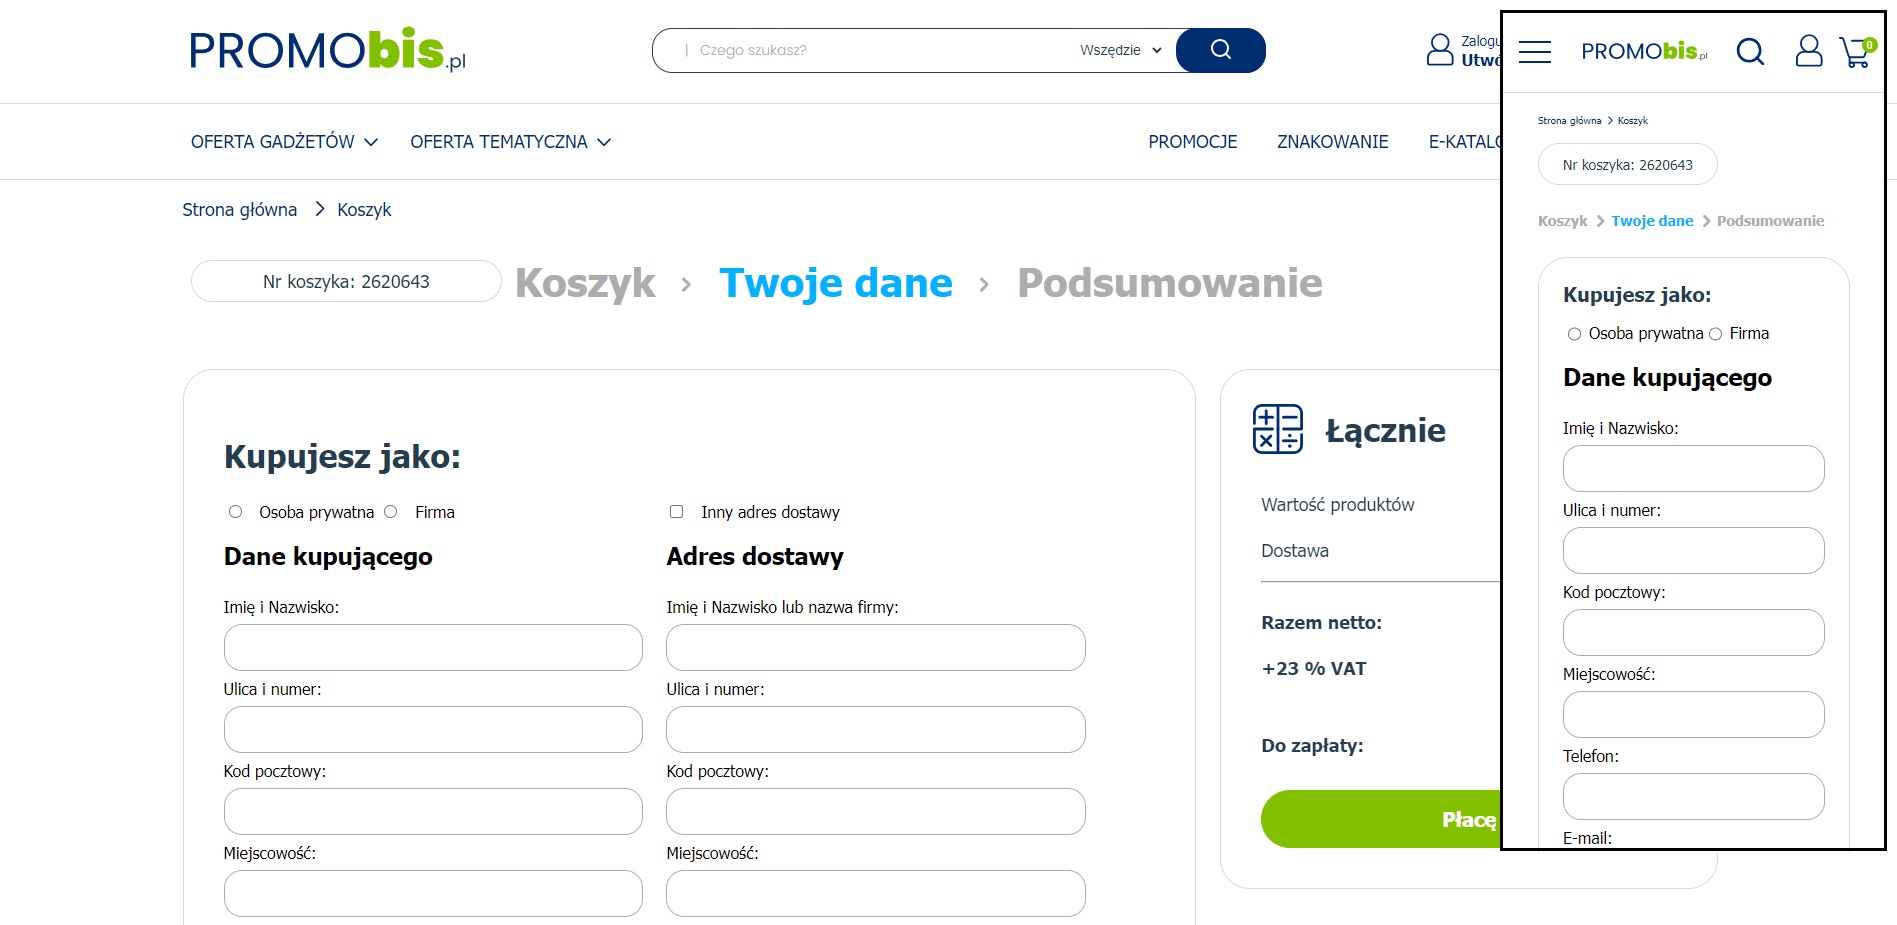 PROMObis.pl
Czego szukasz?
Wszędzie
Utwó
OFERTA GADŻETÓW
OFERTA TEMATYCZNA
PROMOCJE
ZNAKOWANIE
Strona główna > Koszyk
Nr koszyka: 2620643
Koszyk > Twoje dane > Podsumowanie
Kupujesz jako:
Osoba prywatna
Firma
Inny adres dostawy
Dane kupującego
Adres dostawy
Imię i Nazwisko:
Imię i Nazwisko lub nazwa firmy:
Ulica i numer:
Ulica i numer:
Kod pocztowy:
Kod pocztowy:
Miejscowość:
Miejscowość:
Łącznie
Wartość produktów
Dostawa
Razem netto:
+23 % VAT
Do zapłaty:
Płacę
PROMObis.pl
0
Strona główna > Koszyk
Nr koszyka: 2620643
Koszyk > Twoje dane > Podsumowanie
Kupujesz jako:
Osoba prywatna
Firma
Dane kupującego
Imię i Nazwisko:
Ulica i numer:
Kod pocztowy:
Miejscowość:
Telefon:
E-mail: